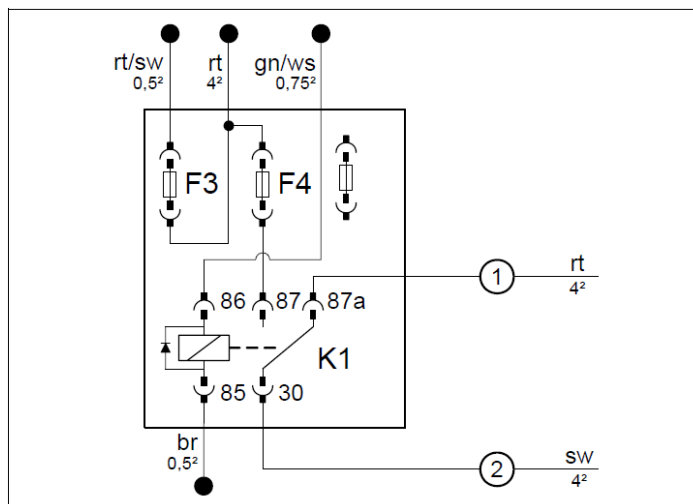 rt/sw
0,5²
rt
4²
gn/ws
0,75²
F3
F4
1
rt
4²
86
87
87a
K1
85
30
br
0,5²
2
sw
4²